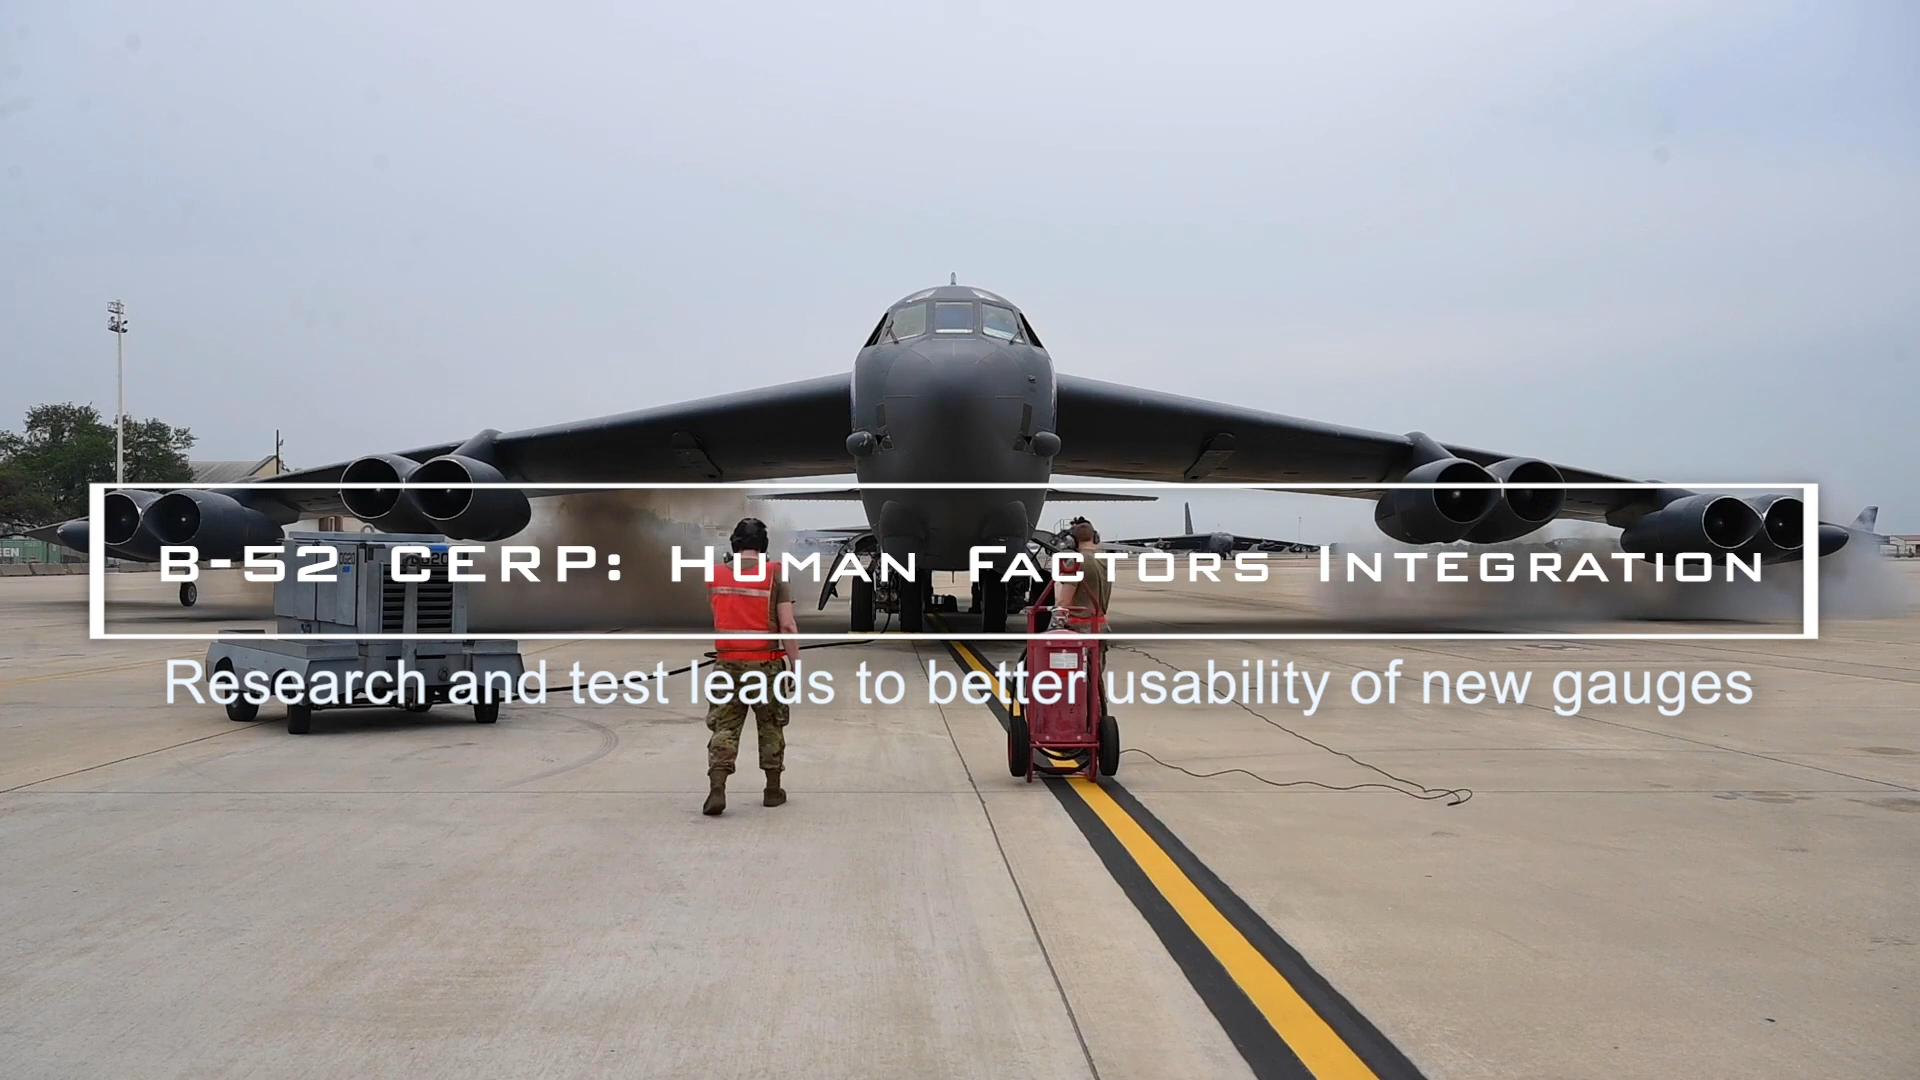 B-52 CERP: Human Factors Integration
Research and test leads to better usability of new gauges